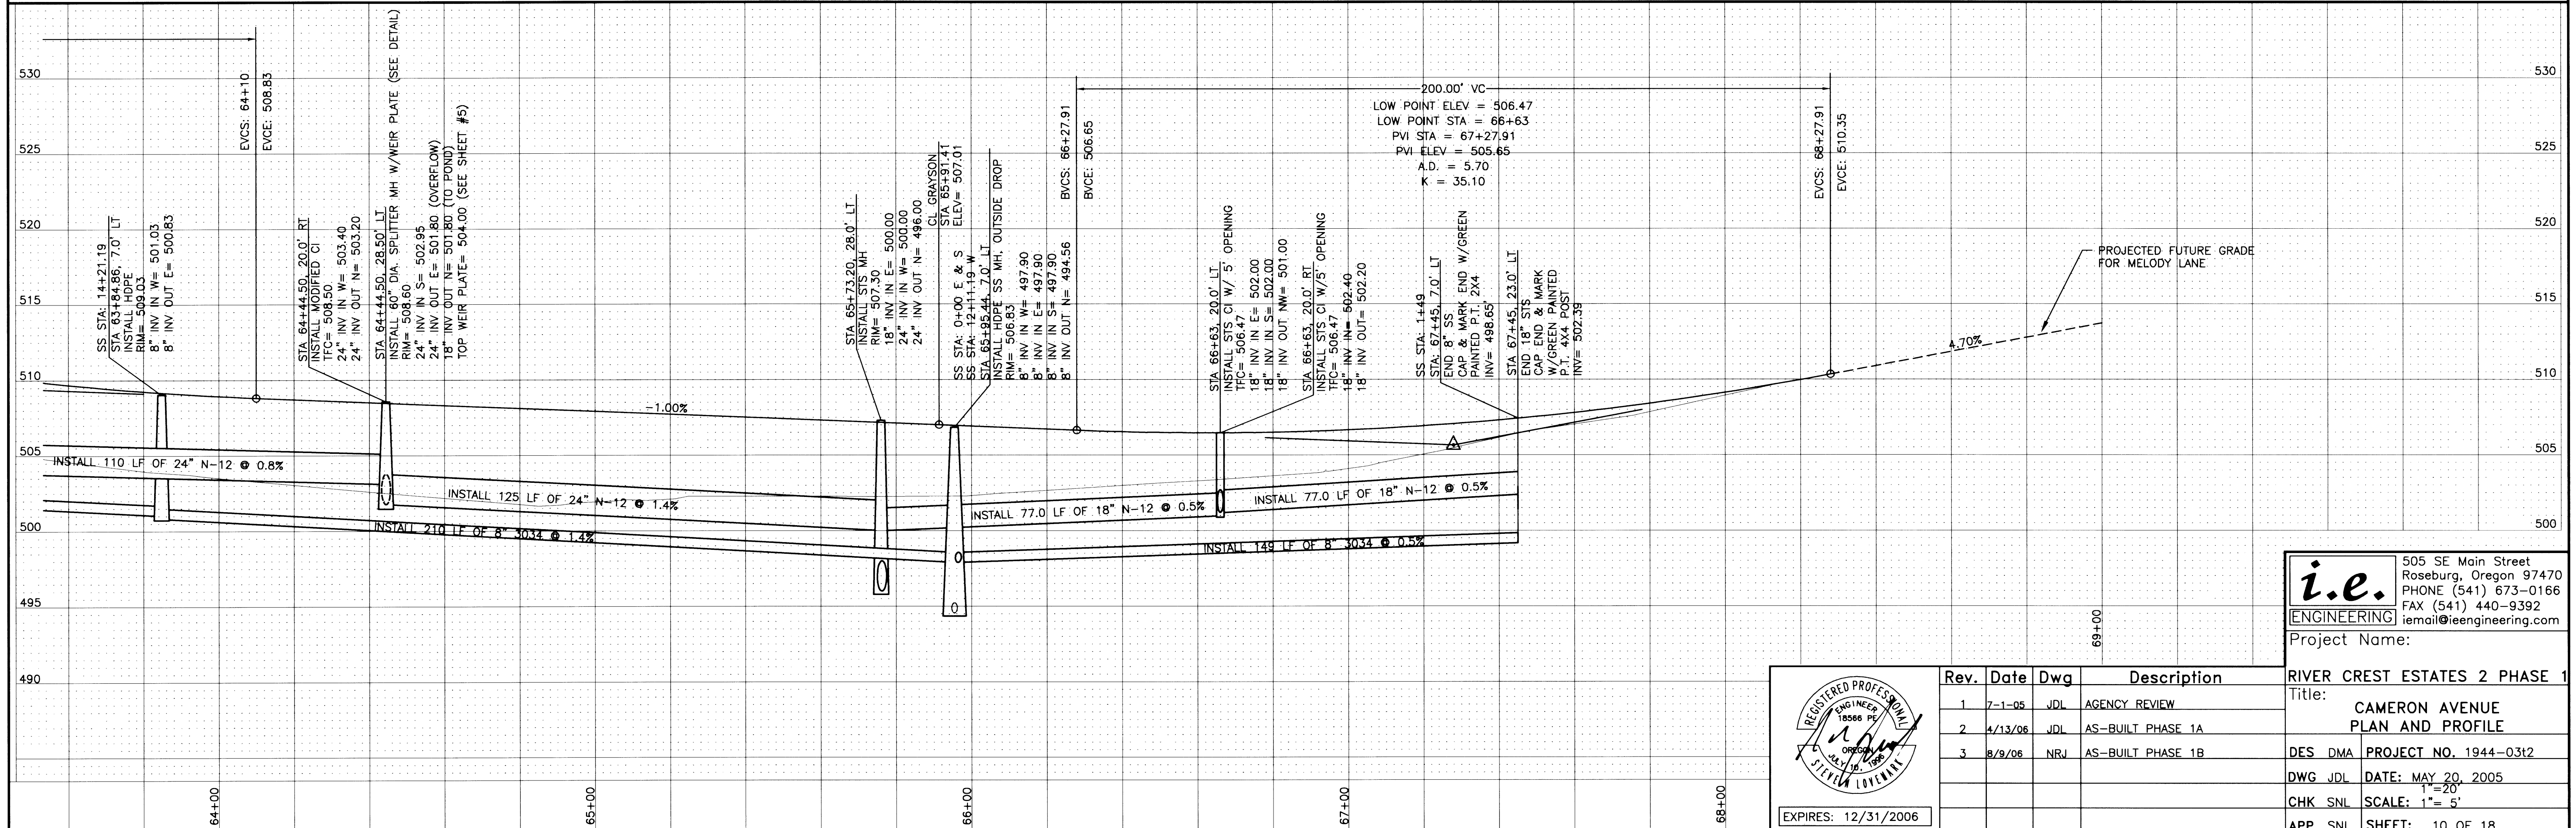 530
525
520
515
510
505
500
495
490
EVCS: 64+10
EVCE: 508.83
SS STA: 14+21.19
STA 63+84.86, 7.0' LT
INSTALL HDPE
RIM= 509.03
8" INV IN W= 501.03
8" INV OUT E= 500.83
STA 64+44.50, 20.0' RT
INSTALL MODIFIED CI
TFC= 508.50
24" INV IN W= 503.40
24" INV OUT N= 503.20
STA 64+44.50, 28.50' LT
INSTALL 60" DIA. SPLITTER MH W/WEIR PLATE (SEE DETAIL)
RIM= 508.60
24" INV IN S= 502.95
24" INV OUT E= 501.80 (OVERFLOW)
18" INV OUT N= 501.80 (TO POND)
TOP WEIR PLATE= 504.00 (SEE SHEET #5)
-1.00%
STA 65+73.20, 28.0' LT
INSTALL STS MH
RIM= 507.30
18" INV IN E= 500.00
24" INV IN W= 500.00
24" INV OUT N= 496.00
CL GRAYSON
STA 65+91.41
ELEV= 507.01
SS STA: 0+00 E & S
SS STA: 12+11.19 W
STA 65+95.44, 7.0' LT
INSTALL HDPE SS MH, OUTSIDE DROP
RIM= 506.83
8" INV IN W= 497.90
8" INV IN E= 497.90
8" INV IN S= 497.90
8" INV OUT N= 494.56
BVCS: 66+27.91
BVCE: 506.65
200.00' VC
LOW POINT ELEV = 506.47
LOW POINT STA = 66+63
PVI STA = 67+27.91
PVI ELEV = 505.65
A.D. = 5.70
K = 35.10
STA 66+63, 20.0' LT
INSTALL STS CI W/ 5' OPENING
TFC= 506.47
18" INV IN E= 502.00
18" INV IN S= 502.00
18" INV OUT NW= 501.00
STA 66+63, 20.0' RT
INSTALL STS CI W/5' OPENING
TFC= 506.47
18" INV IN= 502.40
18" INV OUT= 502.20
SS STA: 1+49
STA: 67+45, 7.0' LT
END 8" SS
CAP & MARK END W/GREEN
PAINTED P.T. 2X4
INV= 498.65'
STA 67+45, 23.0' LT
END 18" STS
CAP END & MARK
W/GREEN PAINTED
P.T. 4X4 POST
INV= 502.39
EVCS: 68+27.91
EVCE: 510.35
4.70%
PROJECTED FUTURE GRADE
FOR MELODY LANE
530
525
520
515
510
505
500
INSTALL 110 LF OF 24" N-12 @ 0.8%
INSTALL 125 LF OF 24" N-12 @ 1.4%
INSTALL 210 LF OF 8" 3034 @ 1.4%
INSTALL 77.0 LF OF 18" N-12 @ 0.5%
INSTALL 77.0 LF OF 18" N-12 @ 0.5%
INSTALL 149 LF OF 8" 3034 @ 0.5%
64+00
65+00
66+00
67+00
68+00
69+00
REGISTERED PROFESSIONAL
ENGINEER
18566 PE
OREGON
JULY 16, 1996
STEVEN LOVEMARK
EXPIRES: 12/31/2006
Rev. Date Dwg Description
1 7-1-05 JDL AGENCY REVIEW
2 4/13/06 JDL AS-BUILT PHASE 1A
3 8/9/06 NRJ AS-BUILT PHASE 1B
i.e.
ENGINEERING
505 SE Main Street
Roseburg, Oregon 97470
PHONE (541) 673-0166
FAX (541) 440-9392
iemail@ieengineering.com
Project Name:
RIVER CREST ESTATES 2 PHASE 1
Title:
CAMERON AVENUE
PLAN AND PROFILE
DES DMA PROJECT NO. 1944-03t2
DWG JDL DATE: MAY 20, 2005
1"=20'
CHK SNL SCALE: 1"= 5'
APP SNL SHEET: 10 OF 18